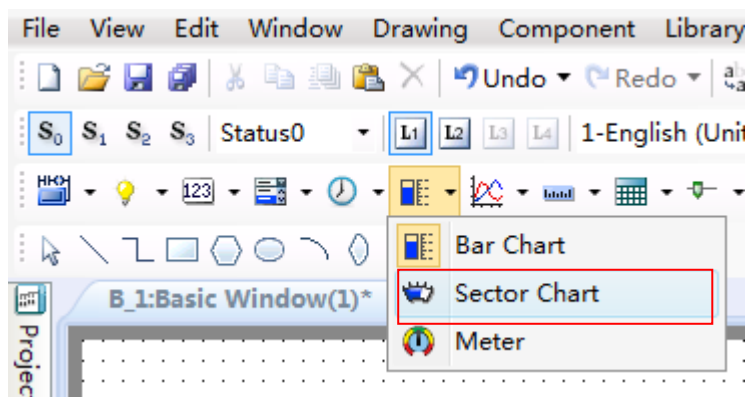 File View Edit Window Drawing Component Library
Undo Redo
S0 S1 S2 S3 Status0 L1 L2 L3 L4 1-English (Unit
123
B_1:Basic Window(1)*
Bar Chart
Sector Chart
Meter
Projec